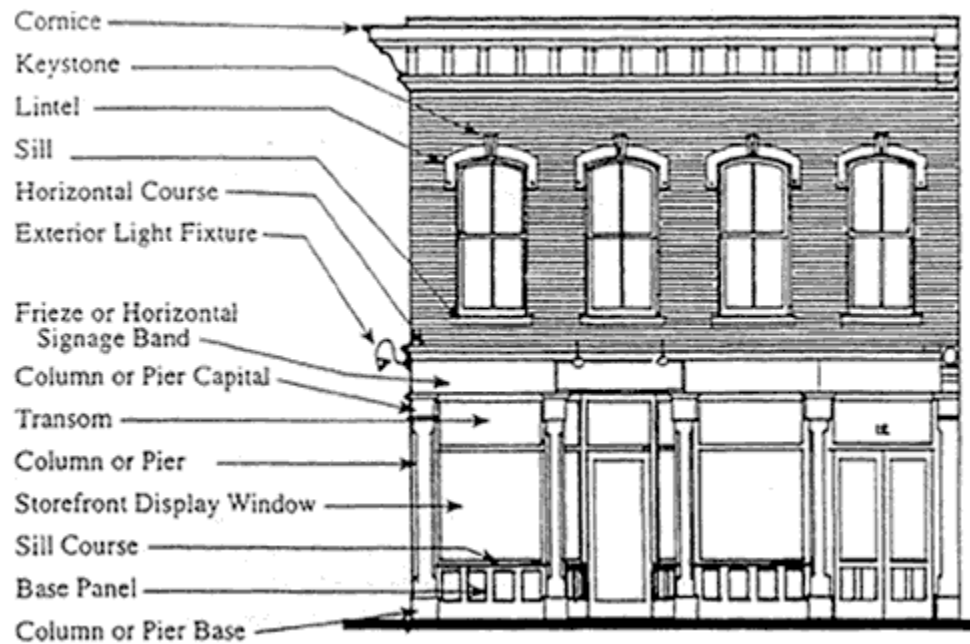 Cornice
Keystone
Lintel
Sill
Horizontal Course
Exterior Light Fixture
Frieze or Horizontal
Signage Band
Column or Pier Capital
Transom
Column or Pier
Storefront Display Window
Sill Course
Base Panel
Column or Pier Base